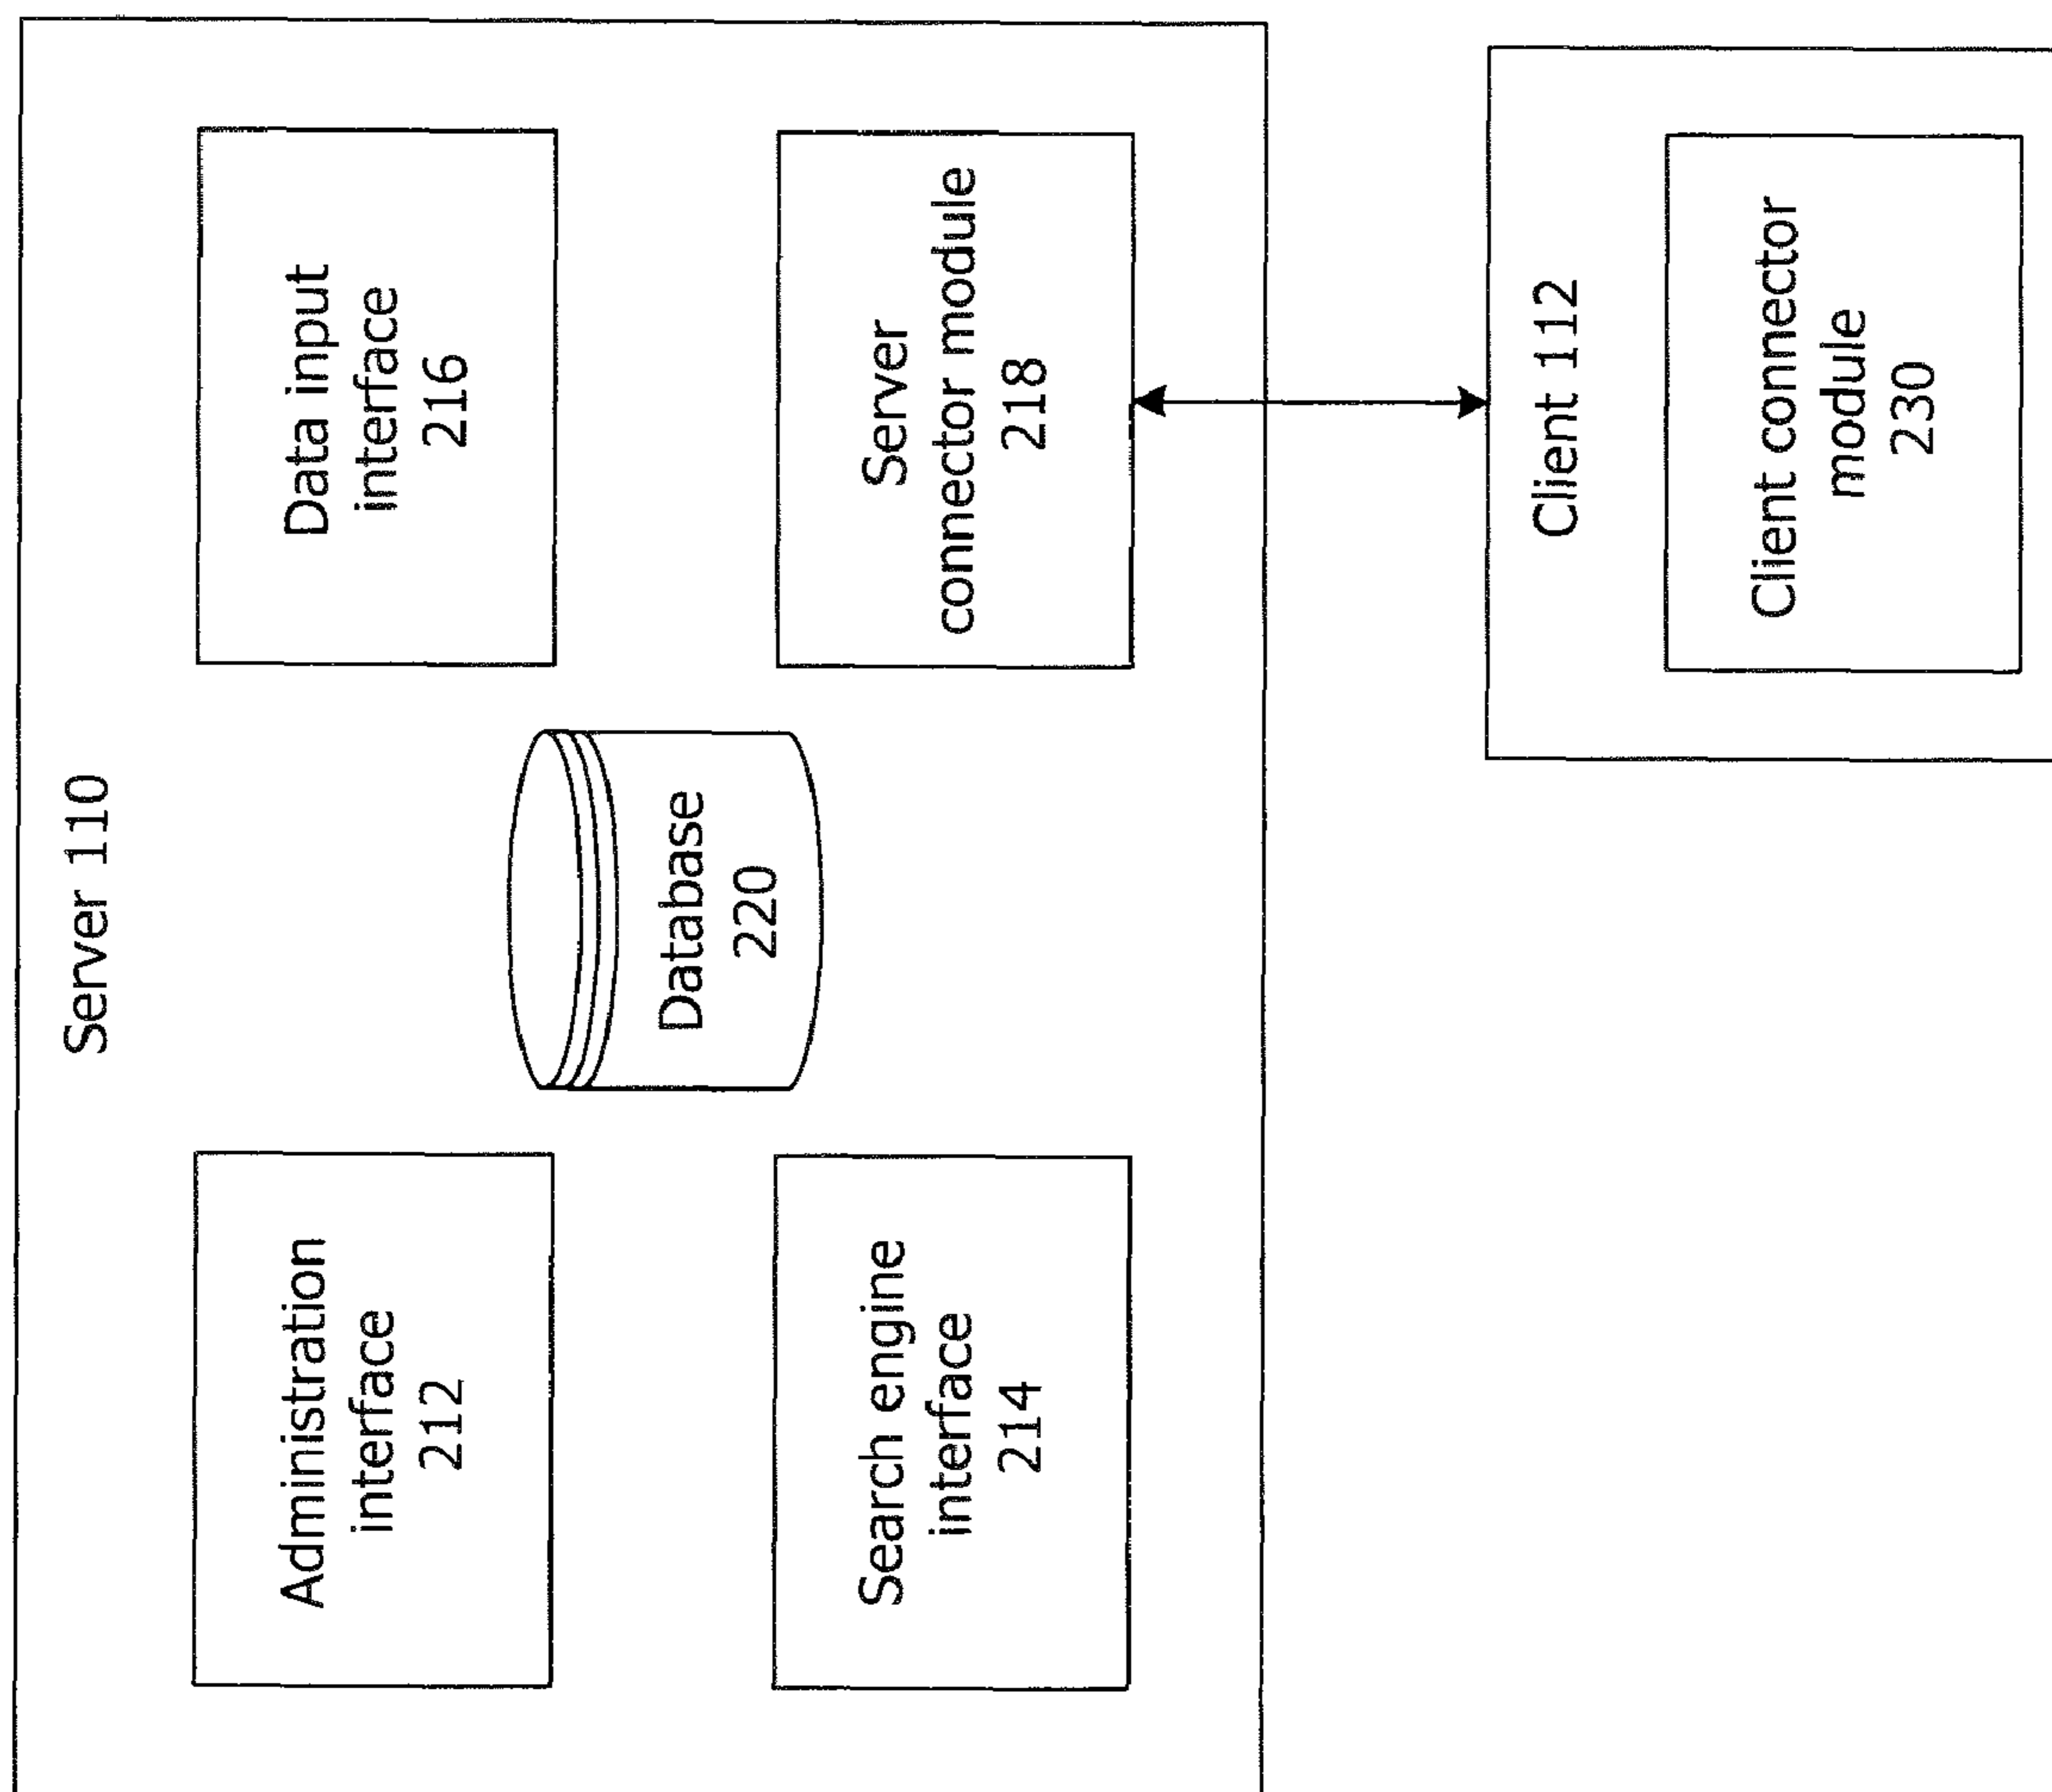 Server 110
Administration
interface
212
Data input
interface
216
Database
220
Search engine
interface
214
Server
connector module
218
Client 112
Client connector
module
230